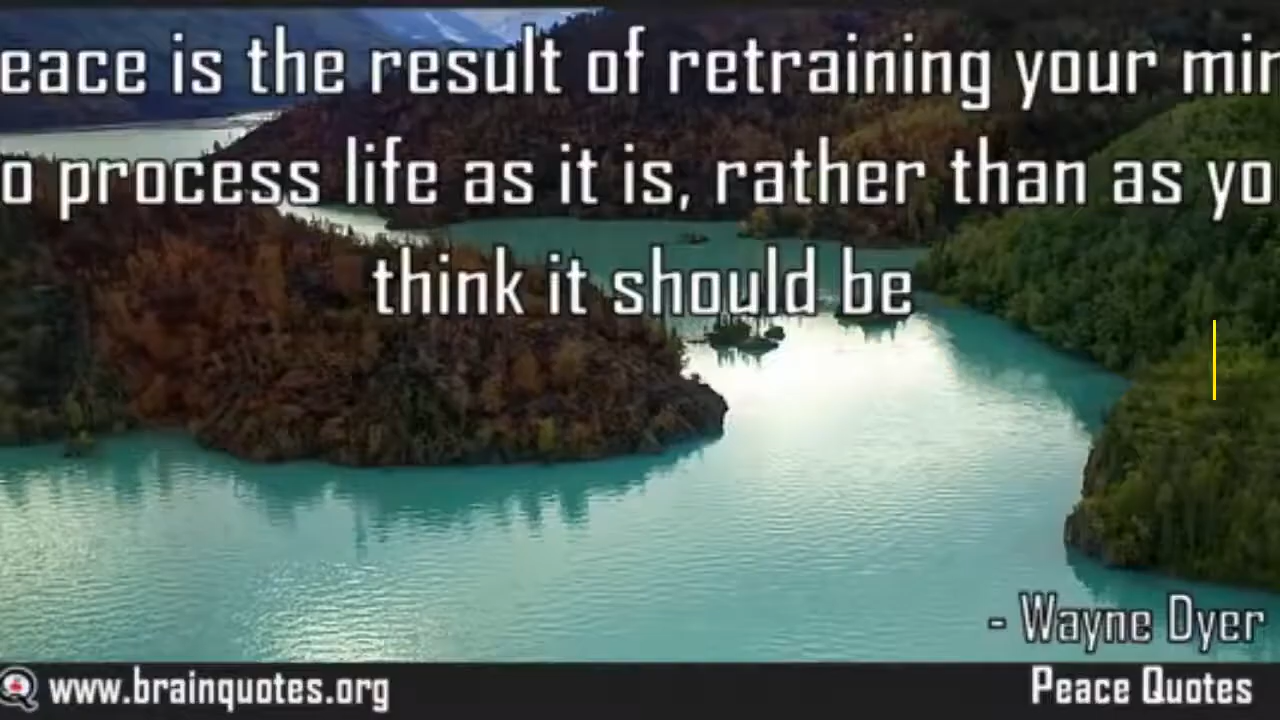 eace is the result of retraining your min
o process life as it is, rather than as yo
think it should be
- Wayne Dyer
www.brainquotes.org
Peace Quotes